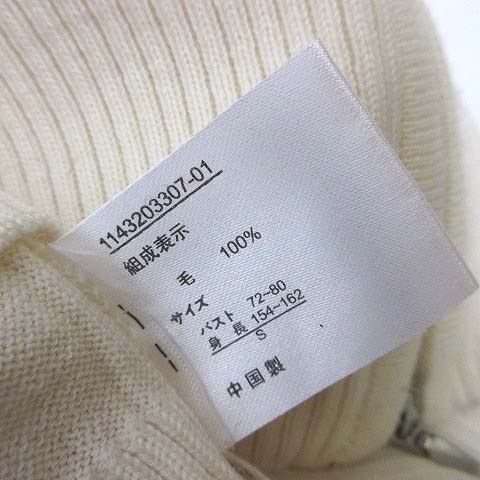 1143203307-01
組成表示
毛 100%
サイズ
バスト 72~80
身長 154~162
S
中国製